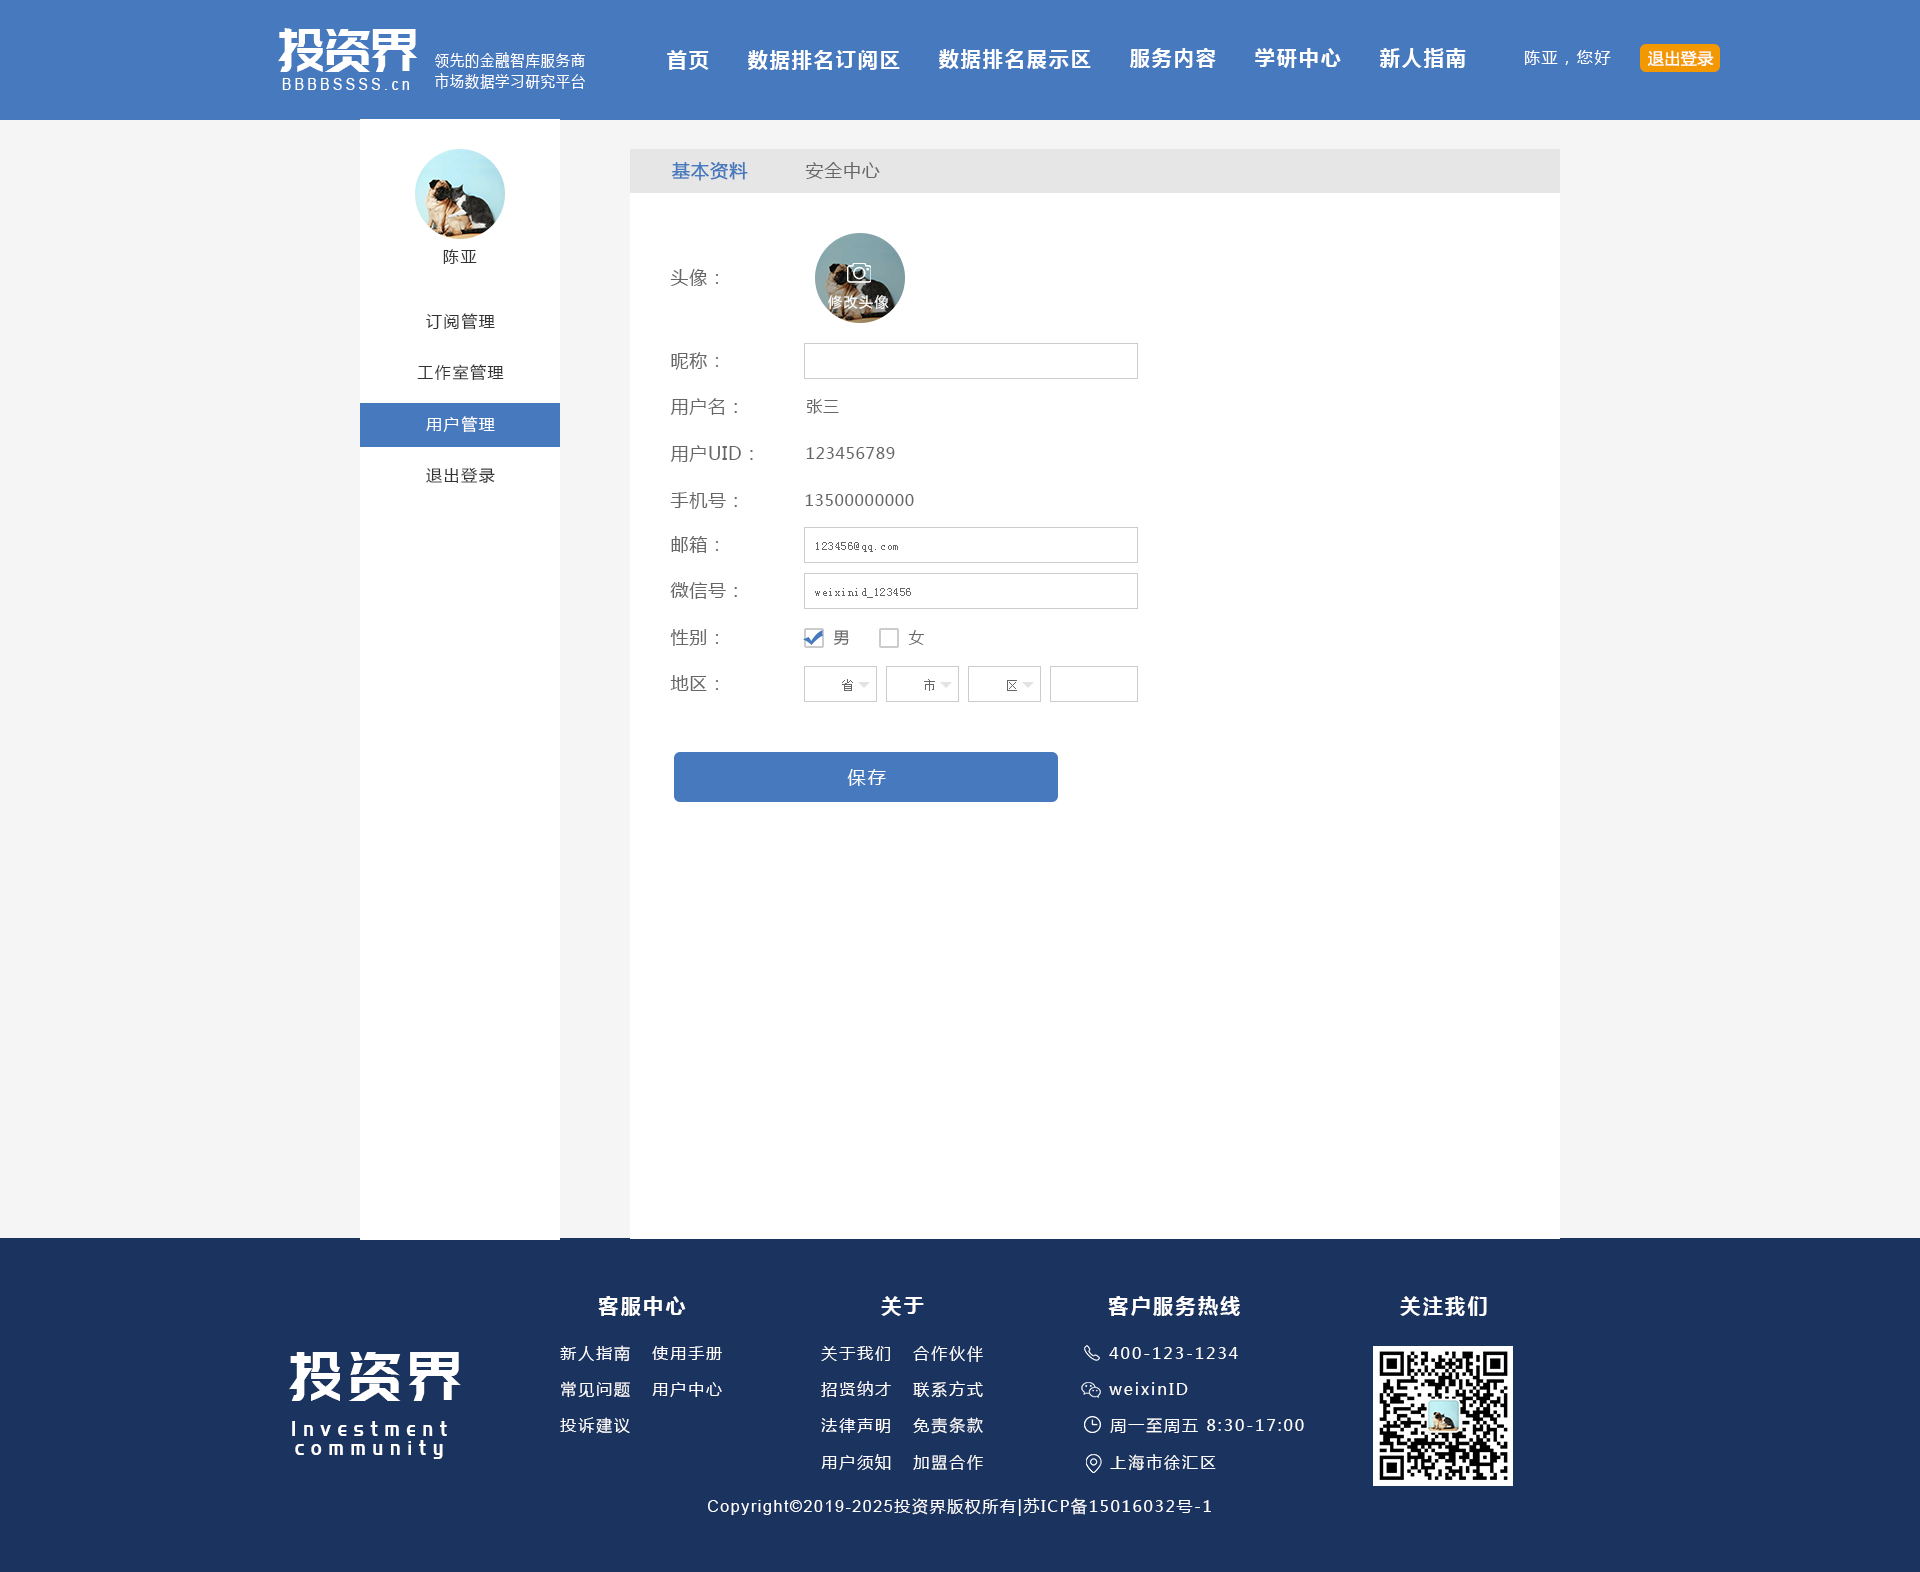 投资界
BBBBSSSS.cn
领先的金融智库服务商
市场数据学习研究平台
首页 数据排名订阅区 数据排名展示区 服务内容 学研中心 新人指南
陈亚，您好
退出登录
陈亚
订阅管理
工作室管理
用户管理
退出登录
基本资料 安全中心
头像：
修改头像
昵称：
用户名： 张三
用户UID： 123456789
手机号： 13500000000
邮箱： 123456@qq.com
微信号： weixinid_123456
性别： 男 女
地区： 省 市 区
保存
投资界
Investment
community
客服中心
新人指南 使用手册
常见问题 用户中心
投诉建议
关于
关于我们 合作伙伴
招贤纳才 联系方式
法律声明 免责条款
用户须知 加盟合作
客户服务热线
400-123-1234
weixinID
周一至周五 8:30-17:00
上海市徐汇区
关注我们
Copyright©2019-2025投资界版权所有|苏ICP备15016032号-1